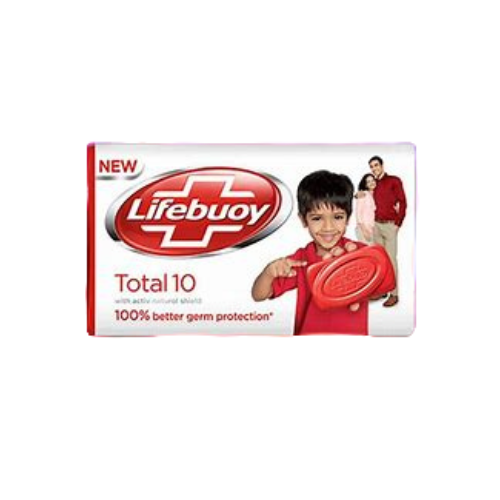 NEW
Lifebuoy
Total 10
with activ natural shield
100% better germ protection*